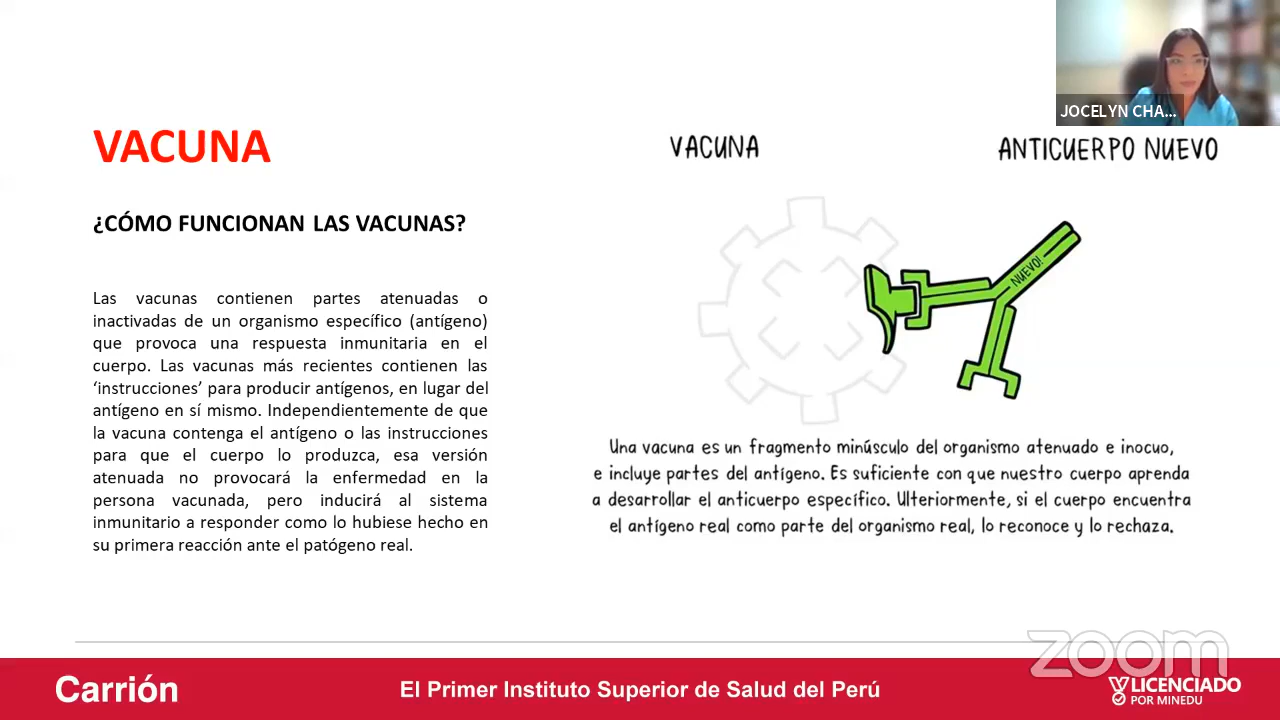 JOCELYN CHA...
VACUNA
¿CÓMO FUNCIONAN LAS VACUNAS?
Las vacunas contienen partes atenuadas o
inactivadas de un organismo específico (antígeno)
que provoca una respuesta inmunitaria en el
cuerpo. Las vacunas más recientes contienen las
‘instrucciones’ para producir antígenos, en lugar del
antígeno en sí mismo. Independientemente de que
la vacuna contenga el antígeno o las instrucciones
para que el cuerpo lo produzca, esa versión
atenuada no provocará la enfermedad en la
persona vacunada, pero inducirá al sistema
inmunitario a responder como lo hubiese hecho en
su primera reacción ante el patógeno real.
VACUNA
ANTICUERPO NUEVO
NUEVO!
Una vacuna es un fragmento minúsculo del organismo atenuado e inocuo,
e incluye partes del antígeno. Es suficiente con que nuestro cuerpo aprenda
a desarrollar el anticuerpo específico. Ulteriormente, si el cuerpo encuentra
el antígeno real como parte del organismo real, lo reconoce y lo rechaza.
zoom
Carrión
El Primer Instituto Superior de Salud del Perú
LICENCIADO
POR MINEDU